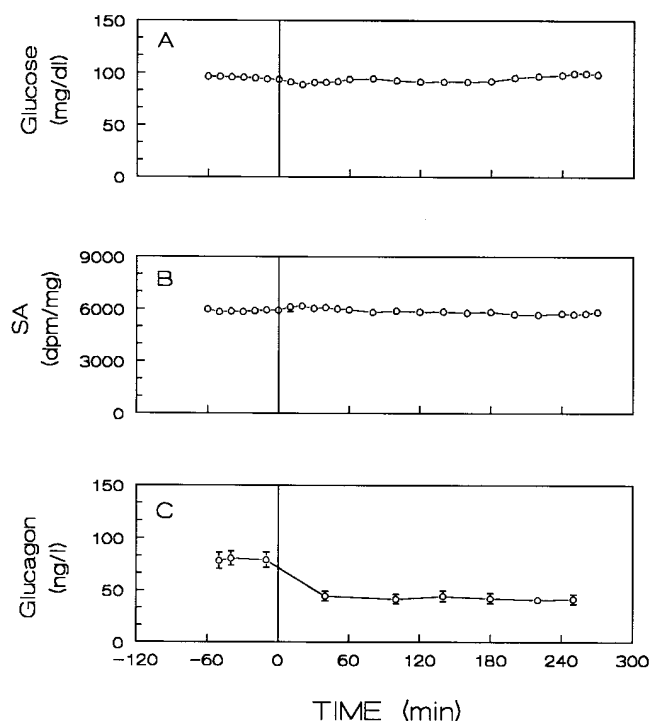 150
100
50
0
Glucose
(mg/dl)
A
9000
6000
3000
0
SA
(dpm/mg)
B
150
100
50
0
Glucagon
(ng/l)
C
-120 -60 0 60 120 180 240 300
TIME (min)